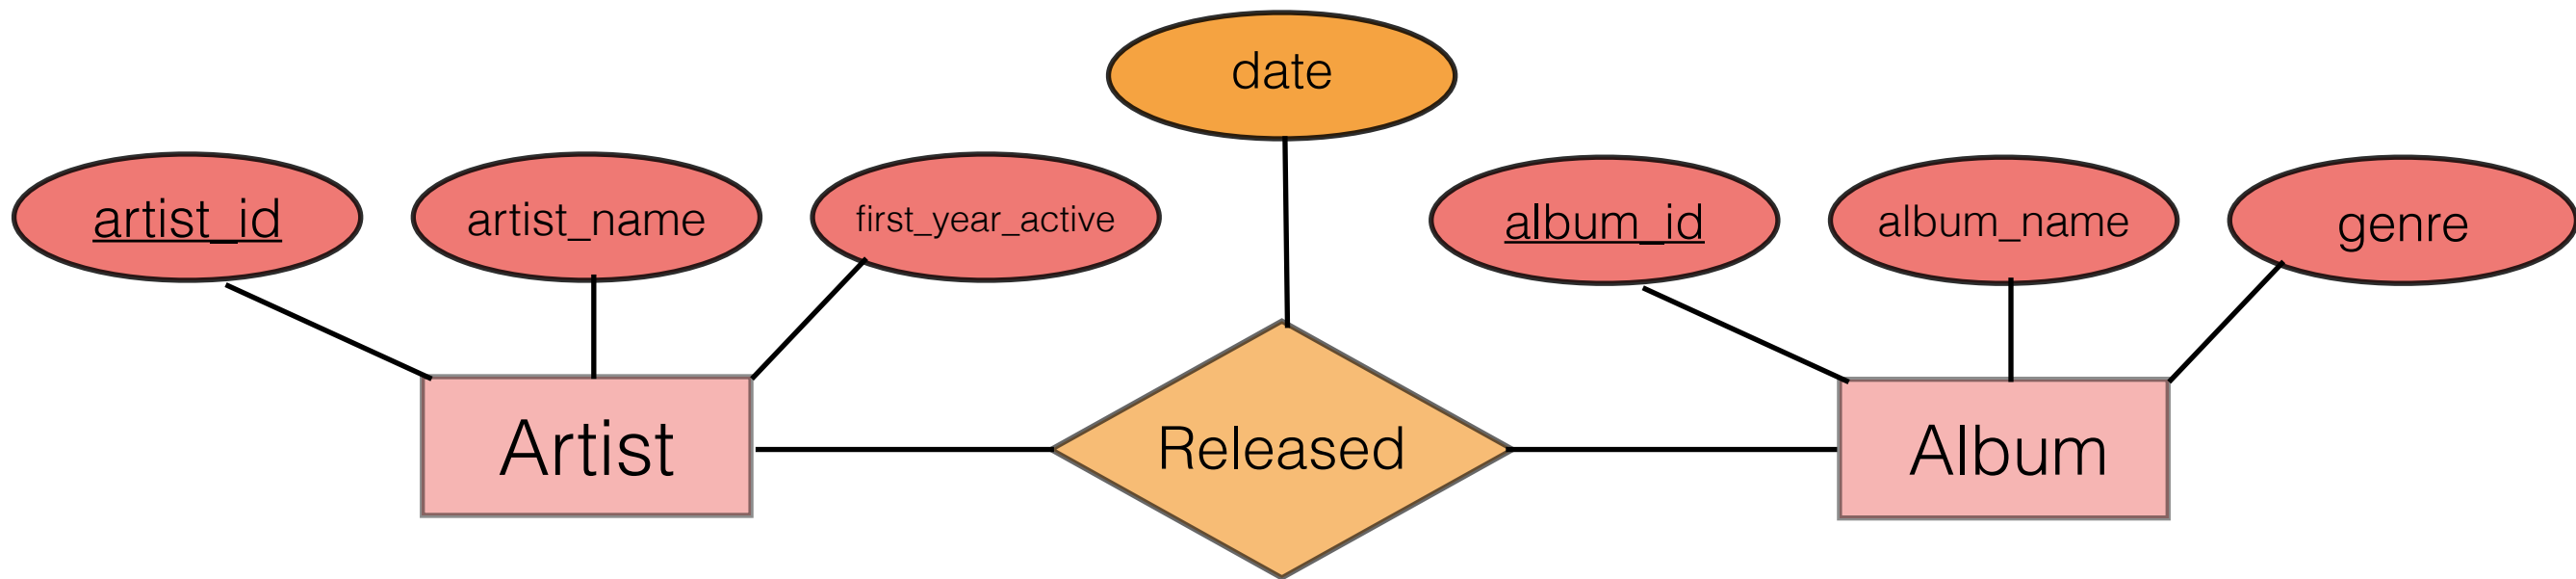 date
artist_id
artist_name
first_year_active
album_id
album_name
genre
Artist
Released
Album